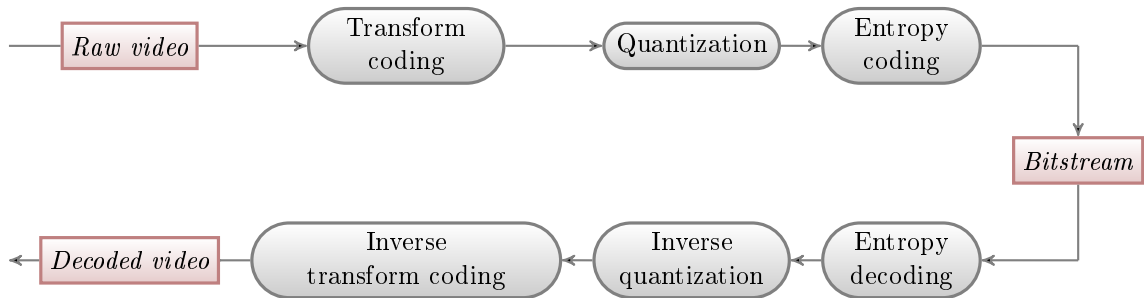 Raw video
Transform
coding
Quantization
Entropy
coding
Bitstream
Entropy
decoding
Inverse
quantization
Inverse
transform coding
Decoded video